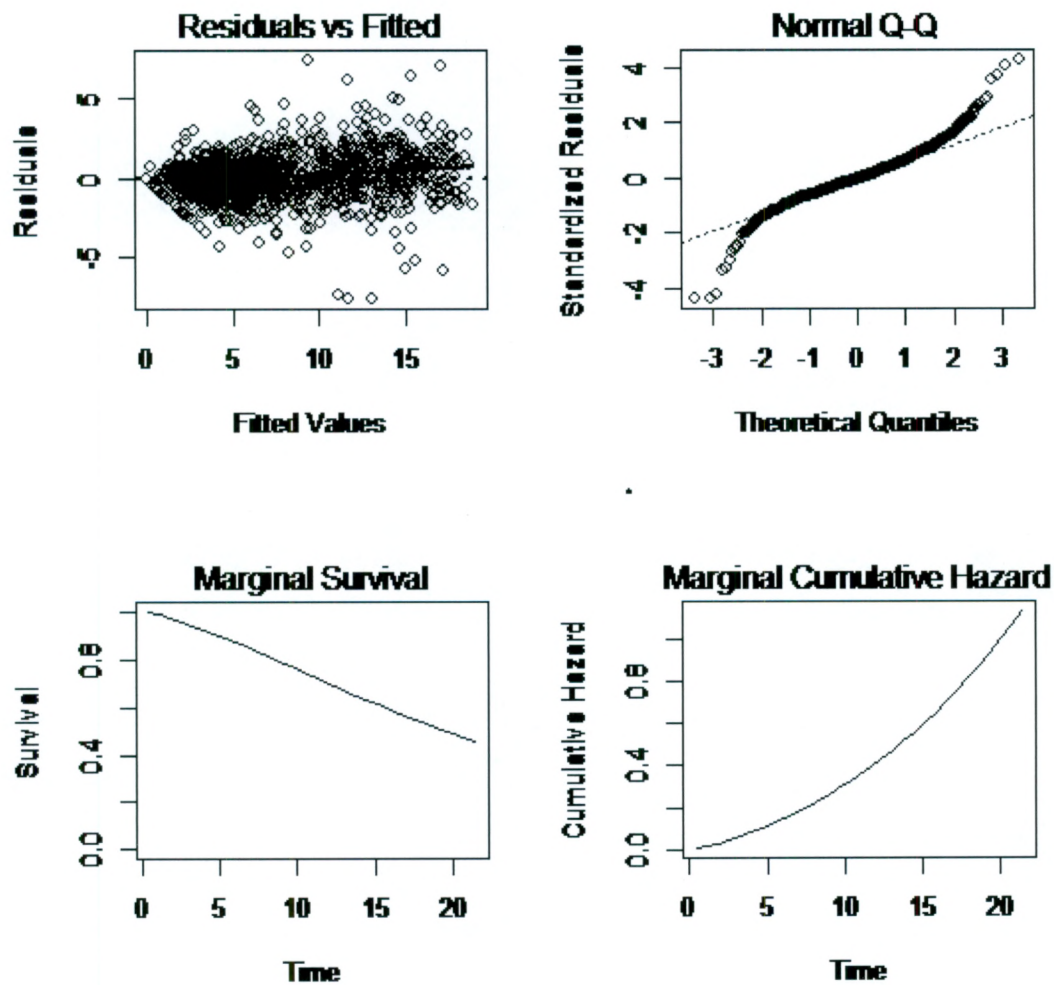 Residuals vs Fitted
Residuals
5
0
-5
0 5 10 15
Fitted Values
Normal Q-Q
Standardized Residuals
4
2
0
-2
-4
-3 -2 -1 0 1 2 3
Theoretical Quantiles
Marginal Survival
Survival
0.8
0.4
0.0
0 5 10 15 20
Time
Marginal Cumulative Hazard
Cumulative Hazard
0.8
0.4
0.0
0 5 10 15 20
Time